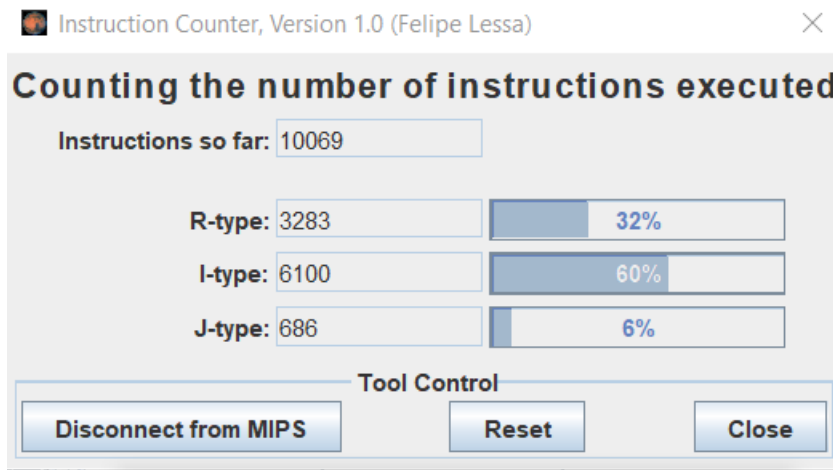 Instruction Counter, Version 1.0 (Felipe Lessa)
Counting the number of instructions executed
Instructions so far: 10069
R-type: 3283 32%
I-type: 6100 60%
J-type: 686 6%
Tool Control
Disconnect from MIPS Reset Close